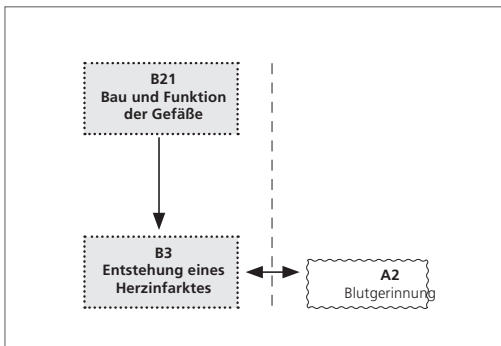 B21
Bau und Funktion
der Gefäße
B3
Entstehung eines
Herzinfarktes
A2
Blutgerinnung